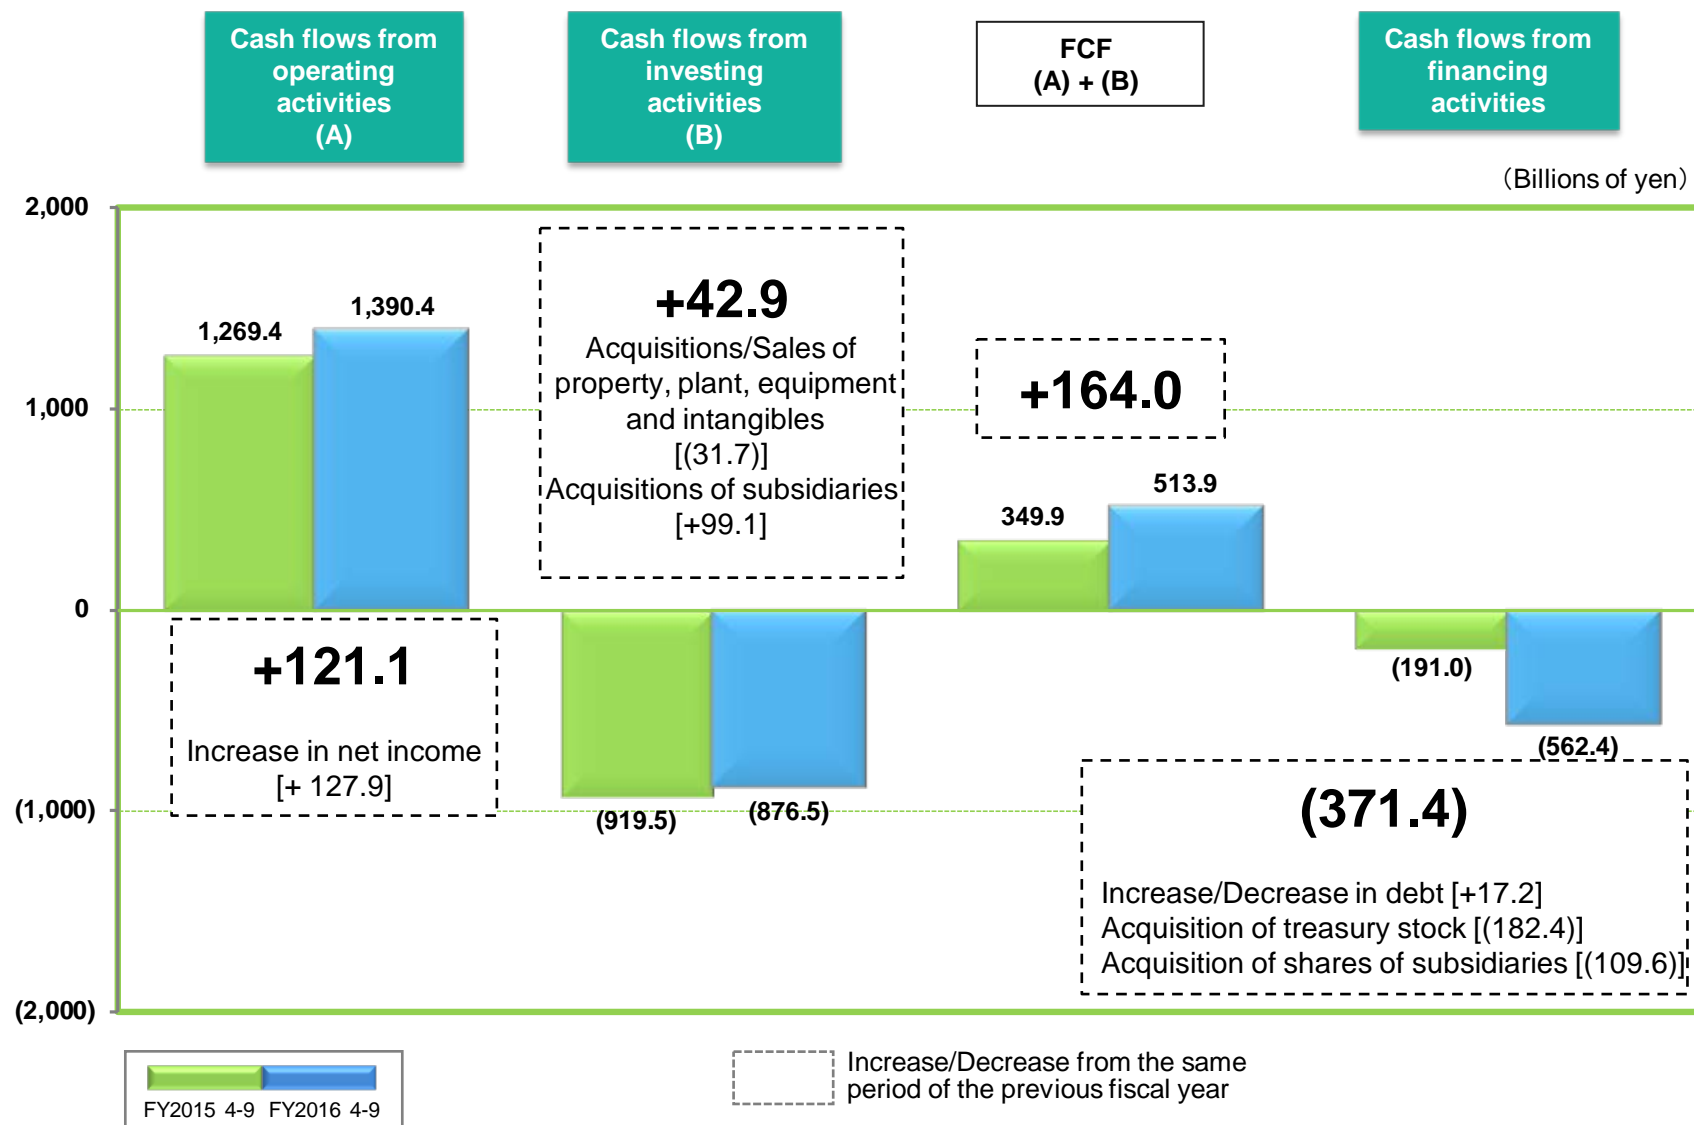 Cash flows from
operating
activities
(A)
Cash flows from
investing
activities
(B)
FCF
(A) + (B)
Cash flows from
financing
activities
（Billions of yen）
2,000
1,000
0
(1,000)
(2,000)
1,269.4
1,390.4
+121.1
Increase in net income
[+ 127.9]
+42.9
Acquisitions/Sales of
property, plant, equipment
and intangibles
[(31.7)]
Acquisitions of subsidiaries
[+99.1]
(919.5)
(876.5)
+164.0
349.9
513.9
(191.0)
(562.4)
(371.4)
Increase/Decrease in debt [+17.2]
Acquisition of treasury stock [(182.4)]
Acquisition of shares of subsidiaries [(109.6)]
FY2015 4-9
FY2016 4-9
Increase/Decrease from the same
period of the previous fiscal year